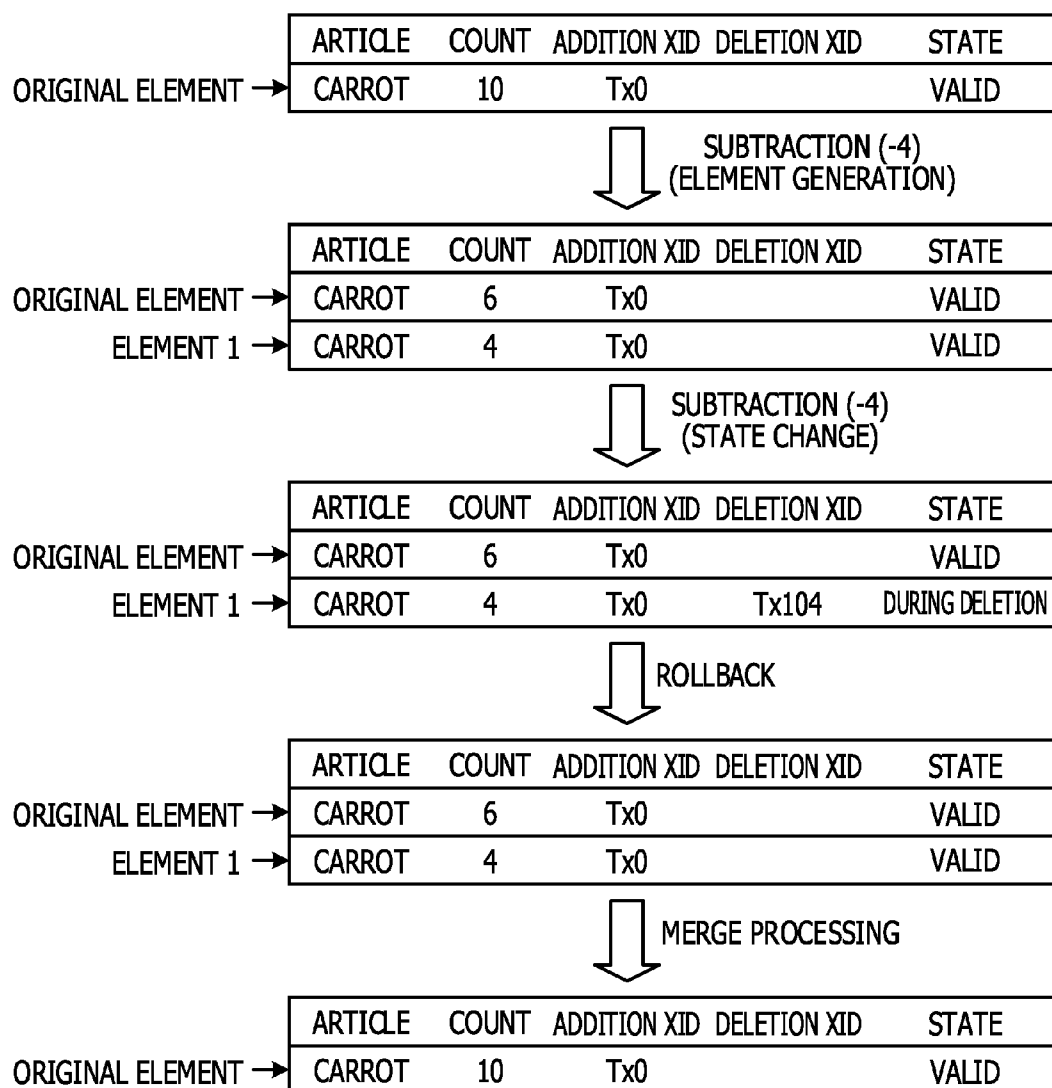 ARTICLE COUNT ADDITION XID DELETION XID STATE
ORIGINAL ELEMENT CARROT 10 Tx0 VALID
SUBTRACTION (-4)
(ELEMENT GENERATION)
ARTICLE COUNT ADDITION XID DELETION XID STATE
ORIGINAL ELEMENT CARROT 6 Tx0 VALID
ELEMENT 1 CARROT 4 Tx0 VALID
SUBTRACTION (-4)
(STATE CHANGE)
ARTICLE COUNT ADDITION XID DELETION XID STATE
ORIGINAL ELEMENT CARROT 6 Tx0 VALID
ELEMENT 1 CARROT 4 Tx0 Tx104 DURING DELETION
ROLLBACK
ARTICLE COUNT ADDITION XID DELETION XID STATE
ORIGINAL ELEMENT CARROT 6 Tx0 VALID
ELEMENT 1 CARROT 4 Tx0 VALID
MERGE PROCESSING
ARTICLE COUNT ADDITION XID DELETION XID STATE
ORIGINAL ELEMENT CARROT 10 Tx0 VALID